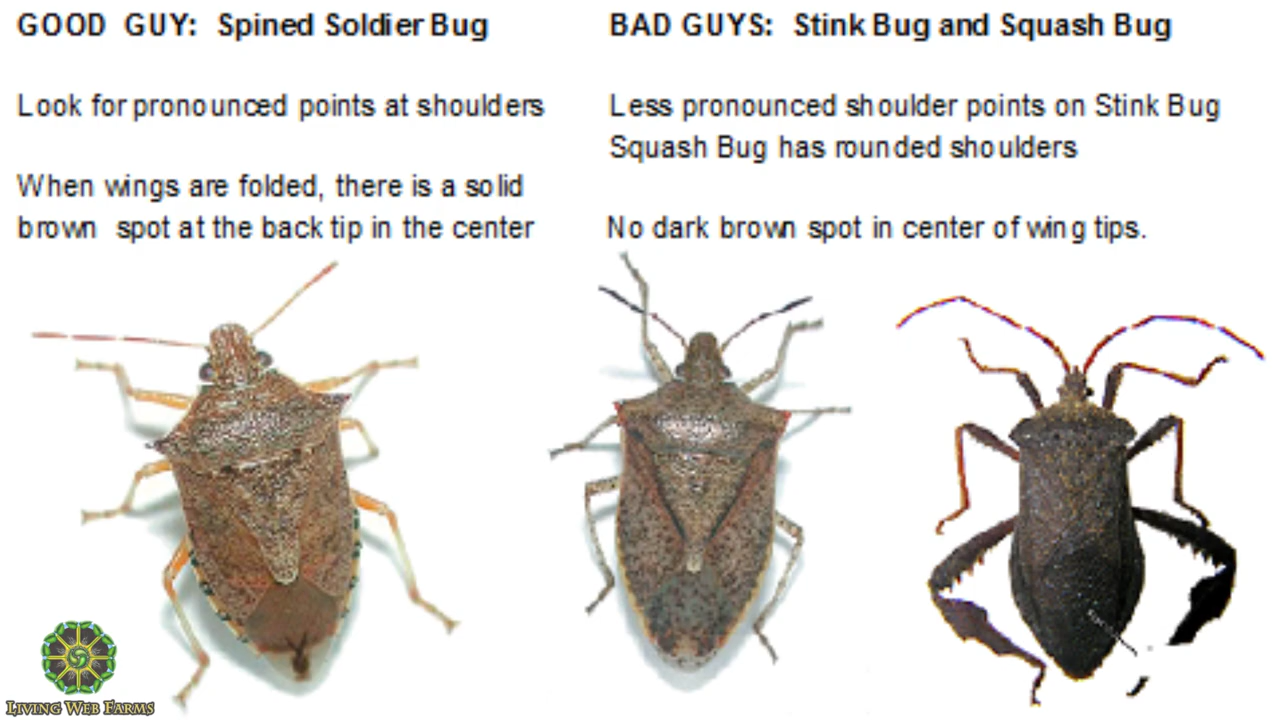 GOOD GUY: Spined Soldier Bug
Look for pronounced points at shoulders
When wings are folded, there is a solid
brown spot at the back tip in the center
BAD GUYS: Stink Bug and Squash Bug
Less pronounced shoulder points on Stink Bug
Squash Bug has rounded shoulders
No dark brown spot in center of wing tips.
LIVING WEB FARMS